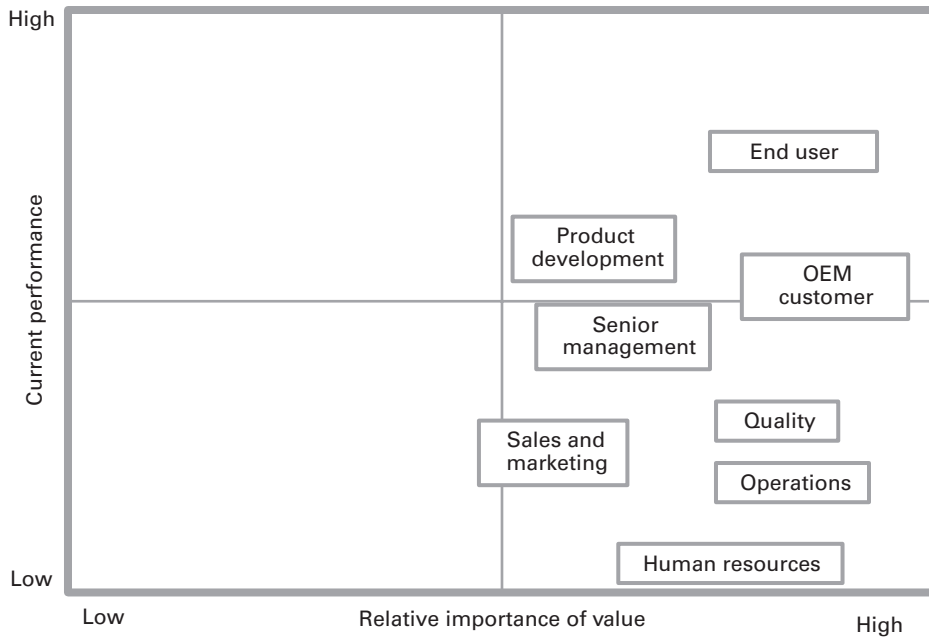 High
End user
Product
development
OEM
customer
Current performance
Senior
management
Quality
Sales and
marketing
Operations
Human resources
Low
Low
Relative importance of value
High